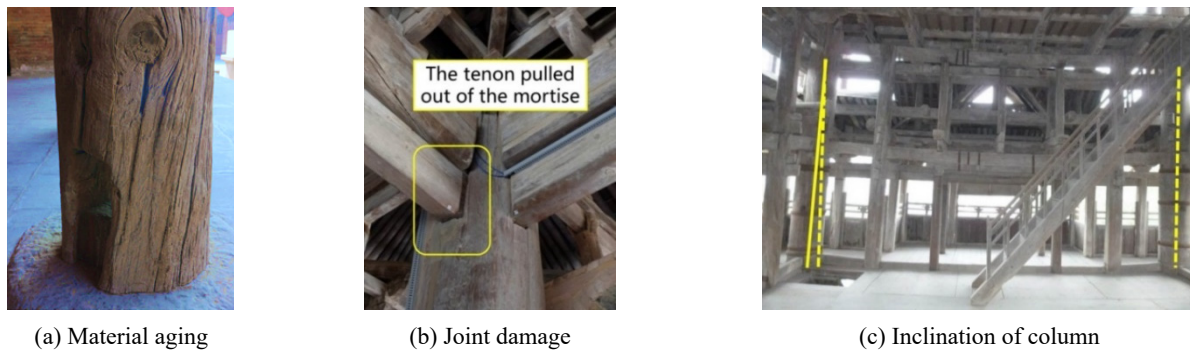 The tenon pulled
out of the mortise
(a) Material aging
(b) Joint damage
(c) Inclination of column